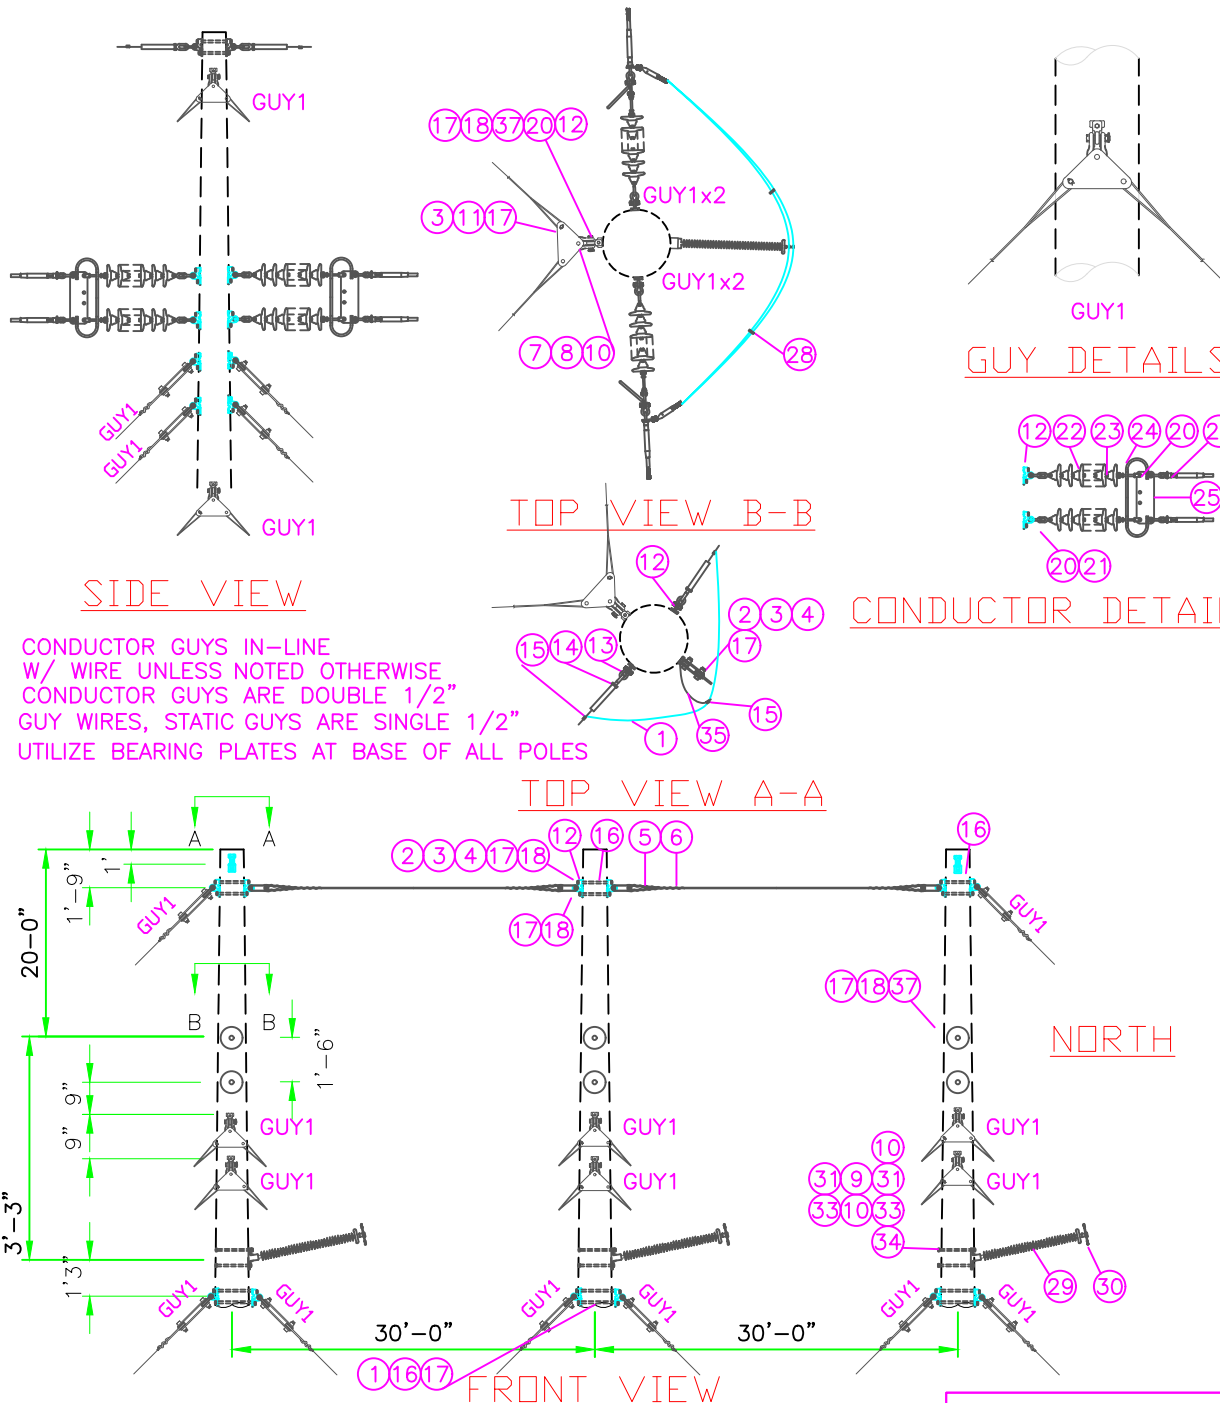 GUY1
GUY1
GUY1
GUY1
SIDE VIEW
17 18 37 20 12
3 11 17
GUY1x2
GUY1x2
7 8 10
28
TOP VIEW B-B
GUY1
GUY DETAILS
12 22 23 24 20
25
20 21
CONDUCTOR DETAI
CONDUCTOR GUYS IN-LINE
W/ WIRE UNLESS NOTED OTHERWISE
CONDUCTOR GUYS ARE DOUBLE 1/2"
GUY WIRES, STATIC GUYS ARE SINGLE 1/2"
UTILIZE BEARING PLATES AT BASE OF ALL POLES
12
2 3 4
17
15 14 13
15
1
35
TOP VIEW A-A
A A
1'
1'-9"
20-0"
2 3 4 17 18
12 16 5 6
16
17 18
GUY1
GUY1
B B
17 18 37
NORTH
1'-6"
9"
9"
3'-3"
1'3"
GUY1
GUY1
GUY1
GUY1
GUY1
GUY1
10
31 9 31
33 10 33
34
29
30
GUY1
GUY1
GUY1
GUY1
GUY1
GUY1
30'-0"
30'-0"
1 16 17
FRONT VIEW